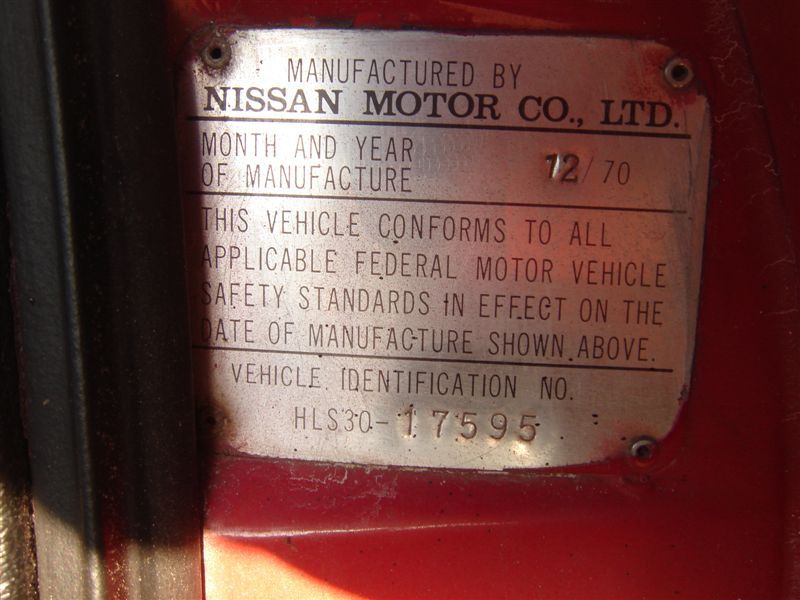 MANUFACTURED BY
NISSAN MOTOR CO., LTD.
MONTH AND YEAR
OF MANUFACTURE 12/70
THIS VEHICLE CONFORMS TO ALL
APPLICABLE FEDERAL MOTOR VEHICLE
SAFETY STANDARDS IN EFFECT ON THE
DATE OF MANUFACTURE SHOWN ABOVE.
VEHICLE IDENTIFICATION NO.
HLS30-17595